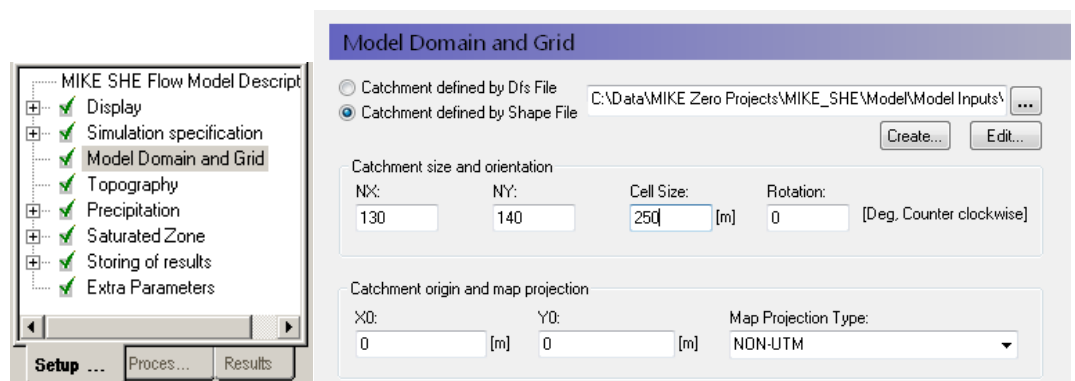 MIKE SHE Flow Model Descript
Display
Simulation specification
Model Domain and Grid
Topography
Precipitation
Saturated Zone
Storing of results
Extra Parameters
Setup ... Proces... Results
Model Domain and Grid
Catchment defined by Dfs File
Catchment defined by Shape File
C:\Data\MIKE Zero Projects\MIKE_SHE\Model\Model Inputs\ ...
Create... Edit...
Catchment size and orientation
NX: NY: Cell Size: Rotation:
130 140 250 [m] 0 [Deg, Counter clockwise]
Catchment origin and map projection
X0: Y0: Map Projection Type:
0 [m] 0 [m] NON-UTM